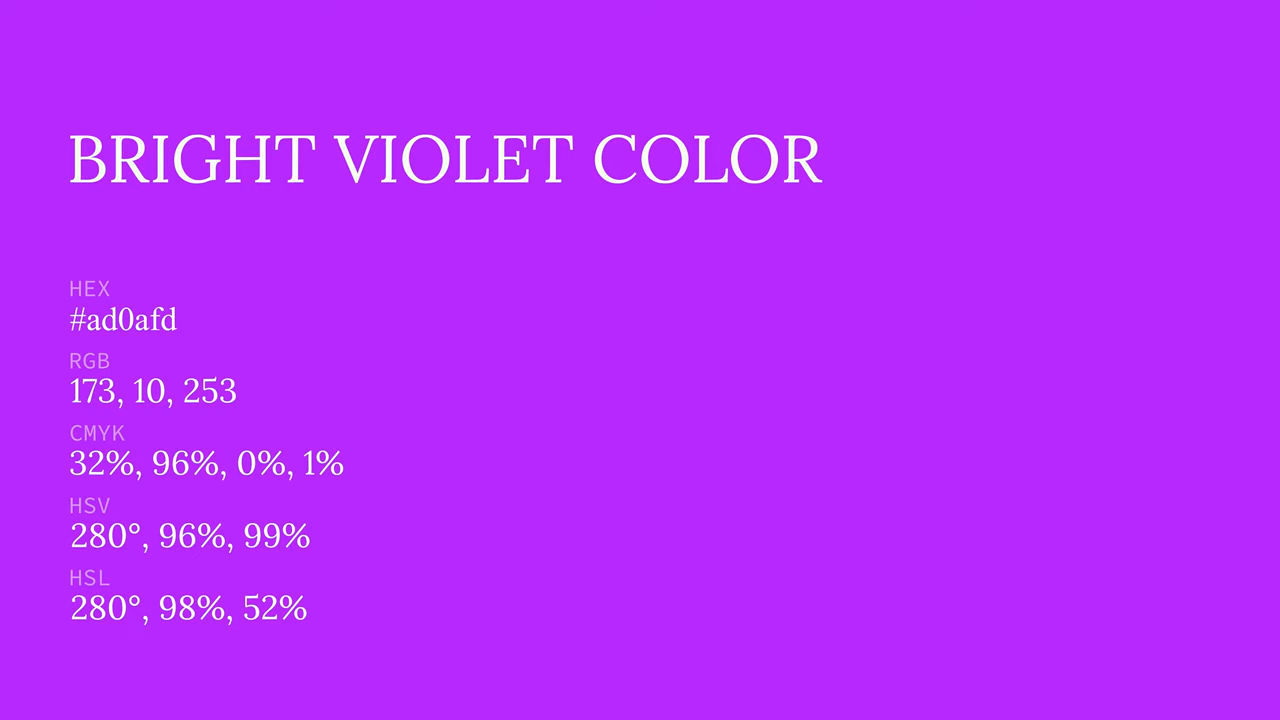 BRIGHT VIOLET COLOR
HEX
#ad0afd
RGB
173, 10, 253
CMYK
32%, 96%, 0%, 1%
HSV
280°, 96%, 99%
HSL
280°, 98%, 52%